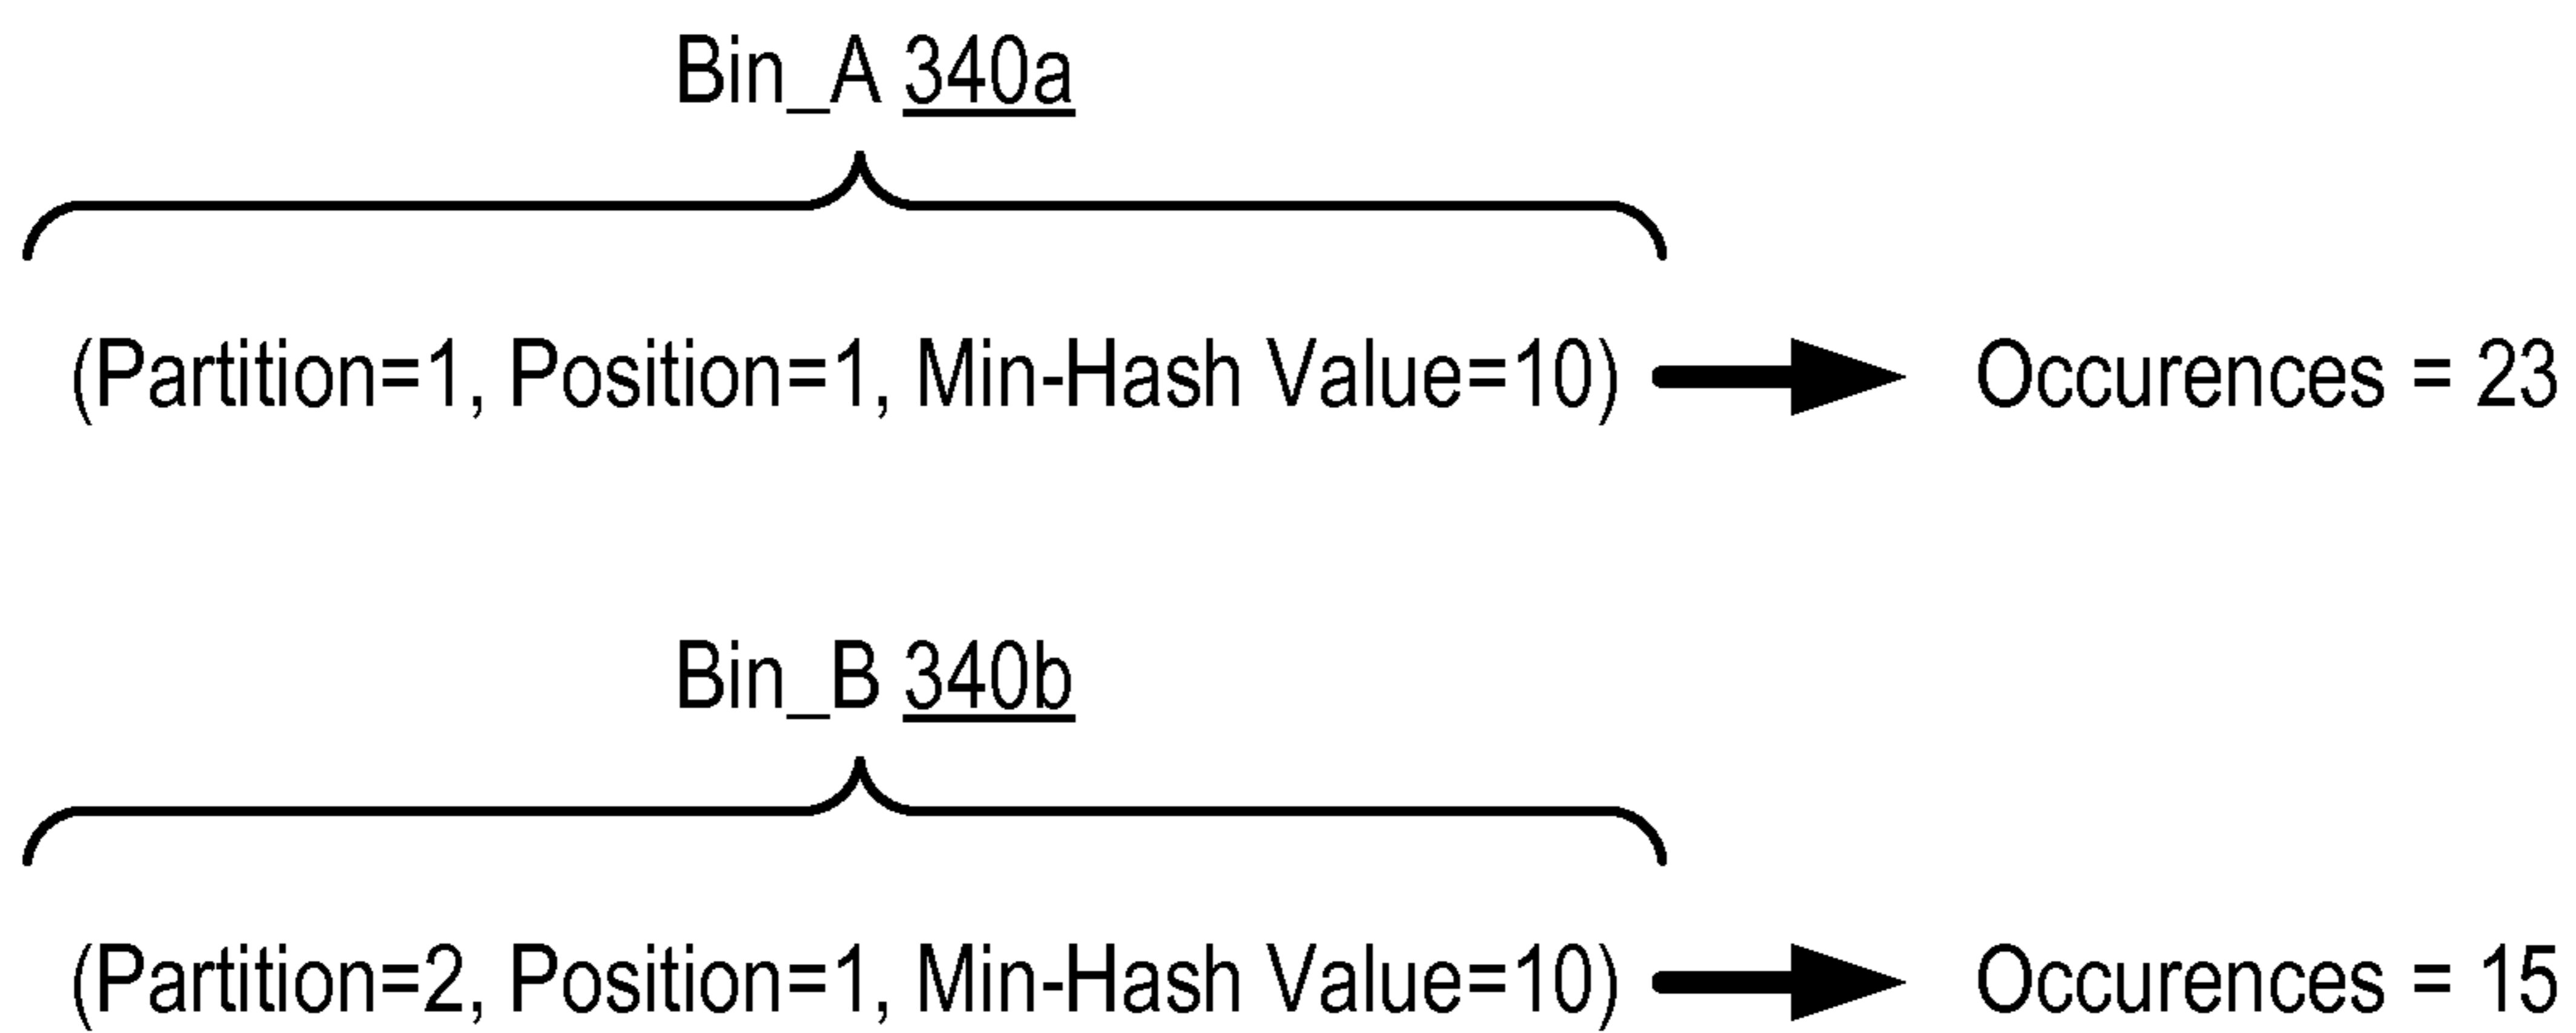 Bin_A 340a
(Partition=1, Position=1, Min-Hash Value=10) Occurences = 23
Bin_B 340b
(Partition=2, Position=1, Min-Hash Value=10) Occurences = 15